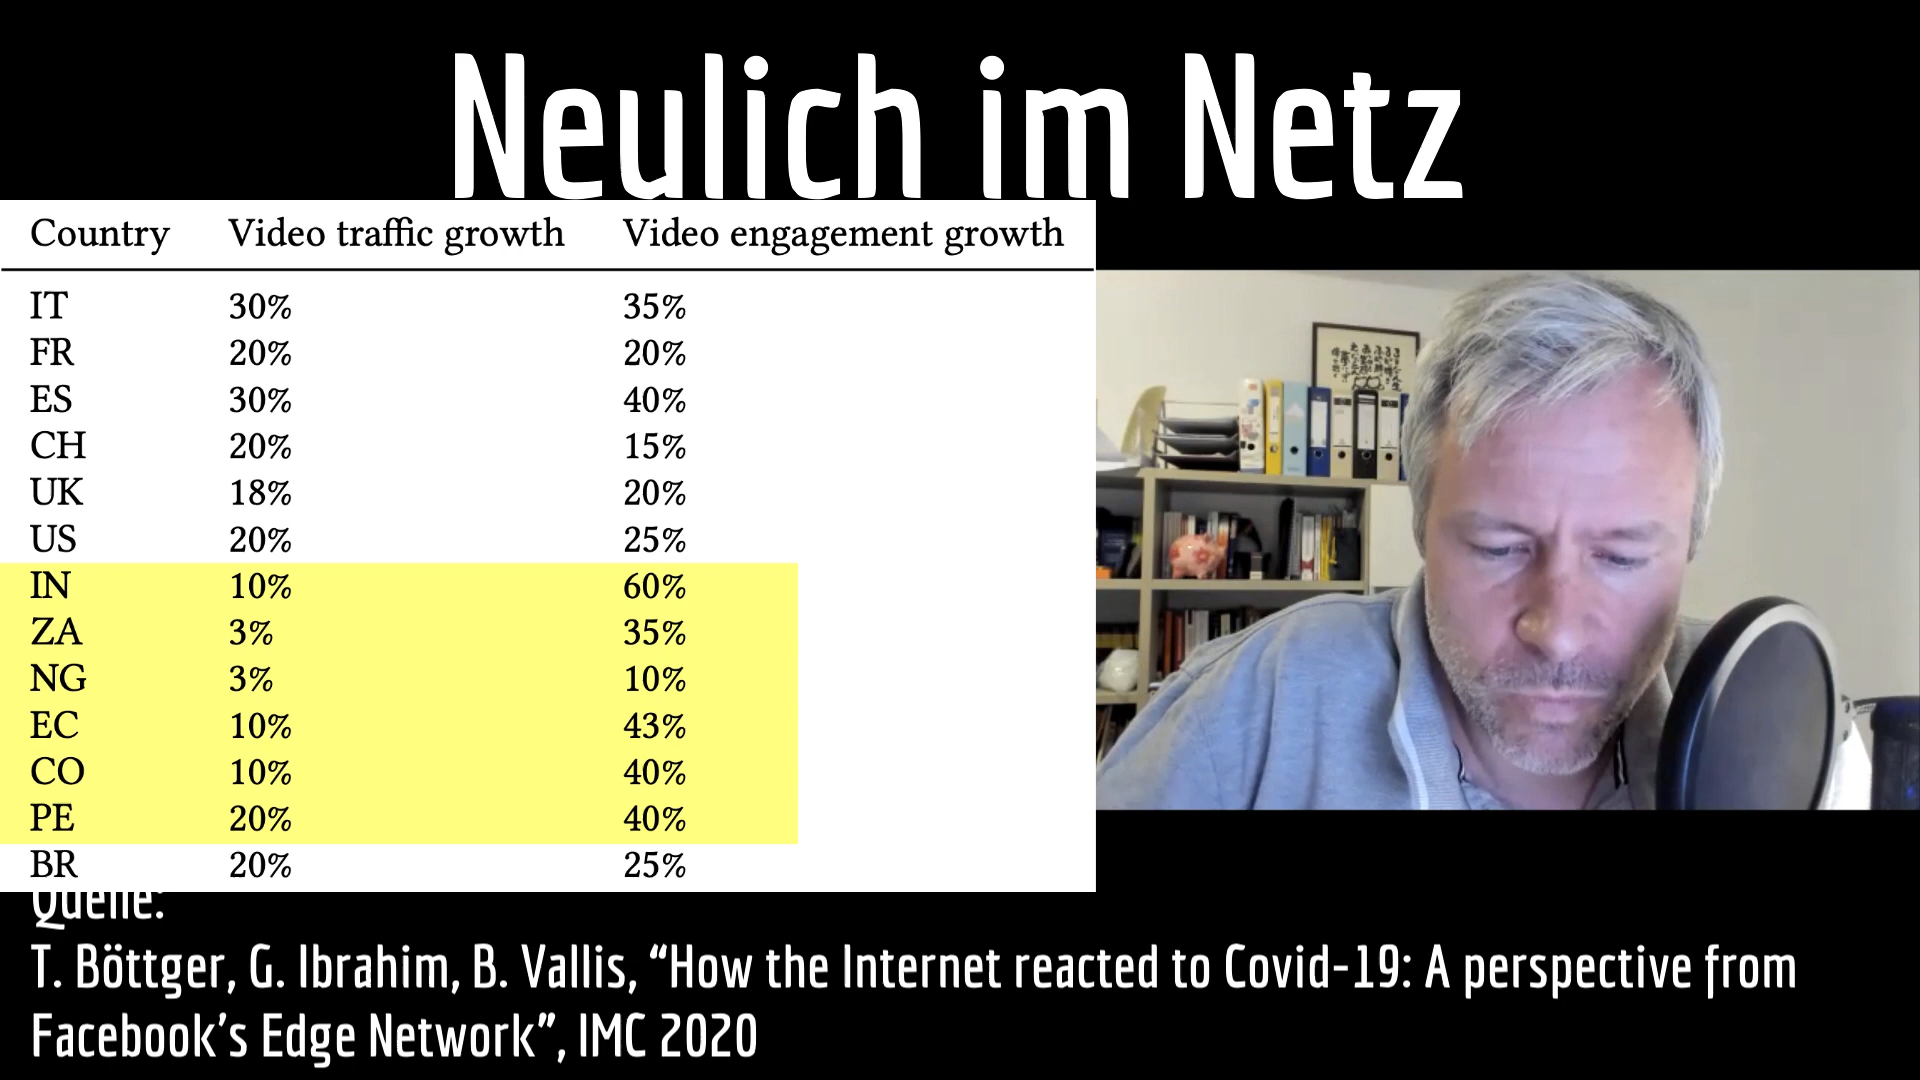 Neulich im Netz
Country Video traffic growth Video engagement growth
IT 30% 35%
FR 20% 20%
ES 30% 40%
CH 20% 15%
UK 18% 20%
US 20% 25%
IN 10% 60%
ZA 3% 35%
NG 3% 10%
EC 10% 43%
CO 10% 40%
PE 20% 40%
BR 20% 25%
Quelle:
T. Böttger, G. Ibrahim, B. Vallis, “How the Internet reacted to Covid-19: A perspective from
Facebook’s Edge Network”, IMC 2020